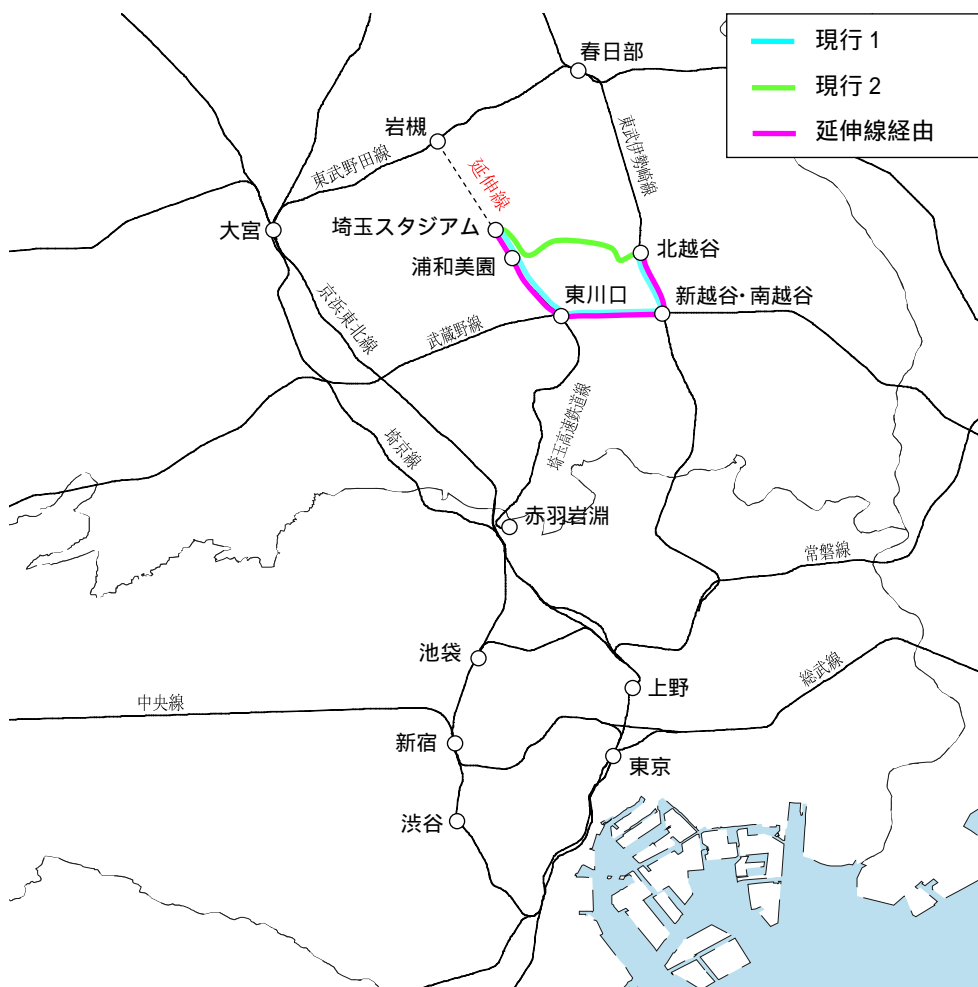 現行1
現行2
延伸線経由
春日部
岩槻
東武野田線
東武伊勢崎線
延伸線
大宮
埼玉スタジアム
北越谷
浦和美園
東川口
新越谷・南越谷
京浜東北線
武蔵野線
埼玉高速鉄道線
埼京線
赤羽岩淵
常磐線
池袋
上野
総武線
中央線
新宿
東京
渋谷